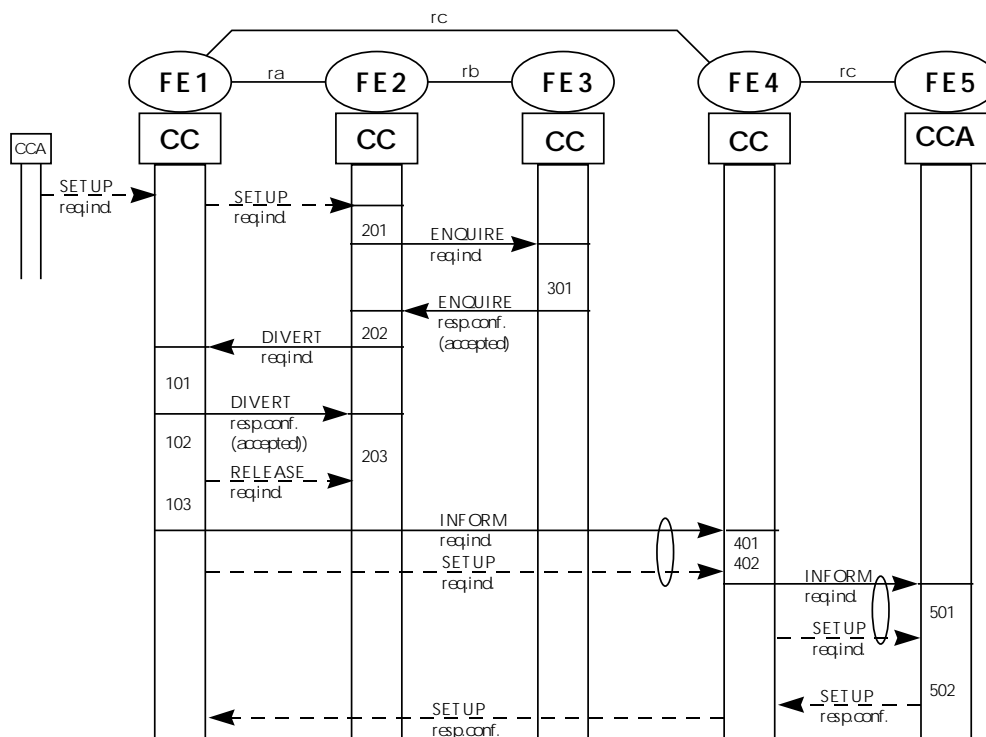 rc
FE1
ra
FE2
rb
FE3
FE4
rc
FE5
CCA
CC
CC
CC
CC
CCA
SETUP
req.ind.
SETUP
req.ind.
201
ENQUIRE
req.ind.
301
ENQUIRE
resp.conf.
(accepted)
202
DIVERT
req.ind.
101
DIVERT
resp.conf.
(accepted))
102
203
RELEASE
req.ind.
103
INFORM
req.ind.
401
402
SETUP
req.ind.
INFORM
req.ind.
501
SETUP
req.ind.
502
SETUP
resp.conf.
SETUP
resp.conf.